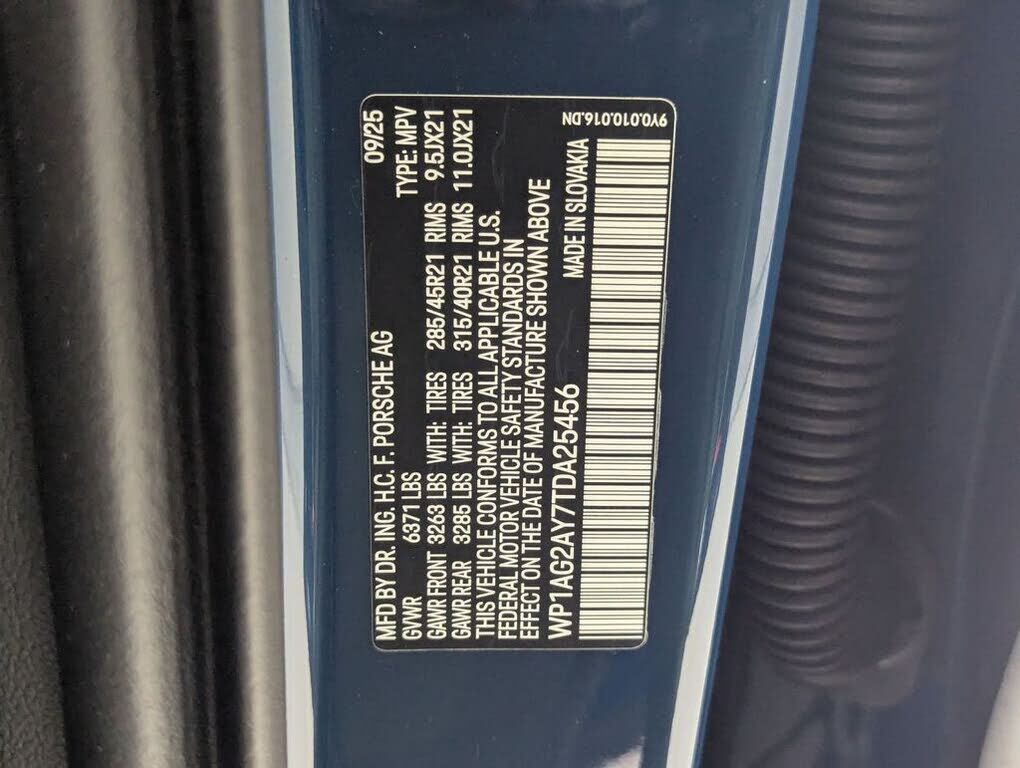 MFD BY DR. ING. H.C. F. PORSCHE AG 09/25
GVWR 6371 LBS TYPE: MPV
GAWR FRONT 3263 LBS WITH: TIRES 285/45R21 RIMS 9.5JX21
GAWR REAR 3285 LBS WITH: TIRES 315/40R21 RIMS 11.0JX21
THIS VEHICLE CONFORMS TO ALL APPLICABLE U.S.
FEDERAL MOTOR VEHICLE SAFETY STANDARDS IN
EFFECT ON THE DATE OF MANUFACTURE SHOWN ABOVE
WP1AG2AY7TDA25456 MADE IN SLOVAKIA
9Y0.010.016.DN